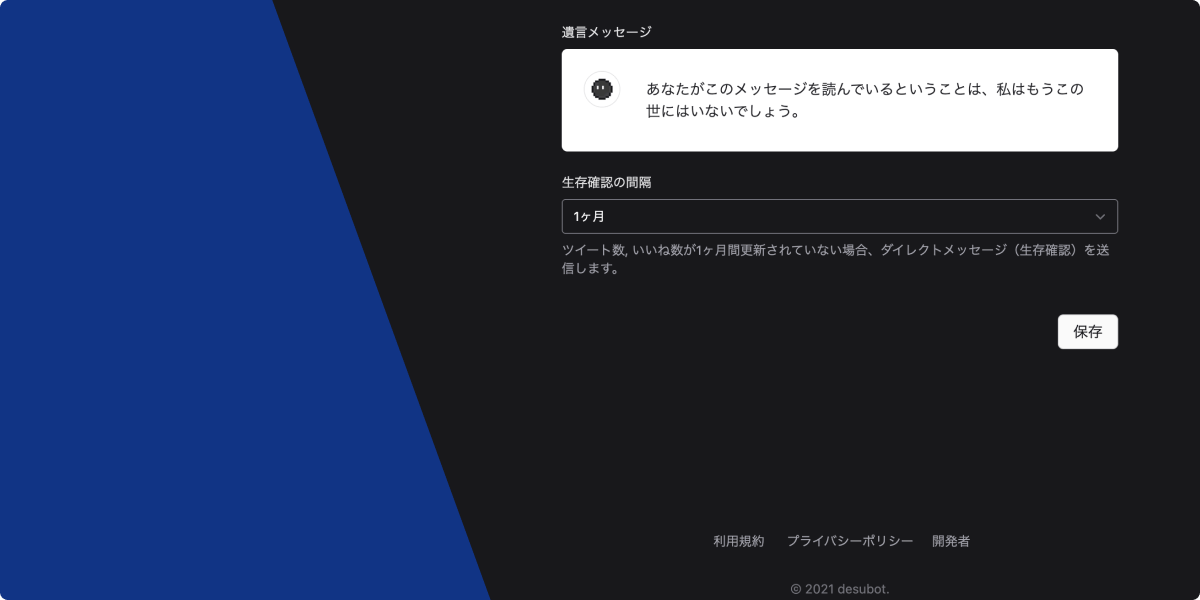 遺言メッセージ
あなたがこのメッセージを読んでいるということは、私はもうこの
世にはいないでしょう。
生存確認の間隔
1ヶ月
ツイート数, いいね数が1ヶ月間更新されていない場合、ダイレクトメッセージ（生存確認）を送
信します。
保存
利用規約 プライバシーポリシー 開発者
© 2021 desubot.